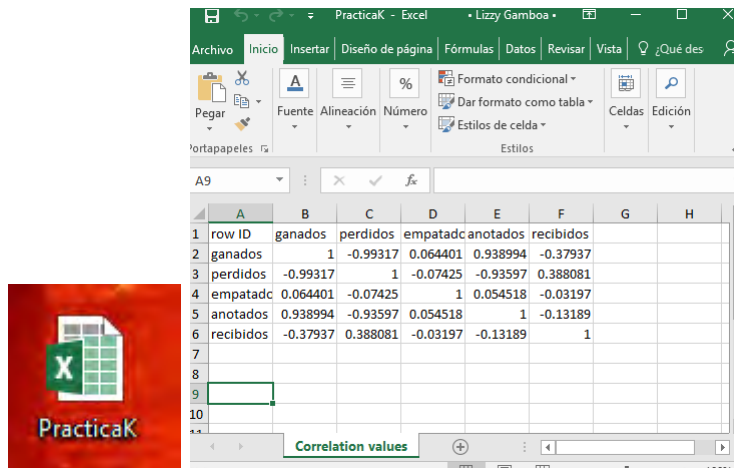 PracticaK
PracticaK - Excel
• Lizzy Gamboa •
Archivo Inicio Insertar Diseño de página Fórmulas Datos Revisar Vista ¿Qué des
Pegar
Portapapeles
Fuente Alineación Número
%
Formato condicional
Dar formato como tabla
Estilos de celda
Estilos
Celdas Edición
A9 fx
A B C D E F G H
1 row ID ganados perdidos empatado anotados recibidos
2 ganados 1 -0.99317 0.064401 0.938994 -0.37937
3 perdidos -0.99317 1 -0.07425 -0.93597 0.388081
4 empatado 0.064401 -0.07425 1 0.054518 -0.03197
5 anotados 0.938994 -0.93597 0.054518 1 -0.13189
6 recibidos -0.37937 0.388081 -0.03197 -0.13189 1
7
8
9
10
Correlation values